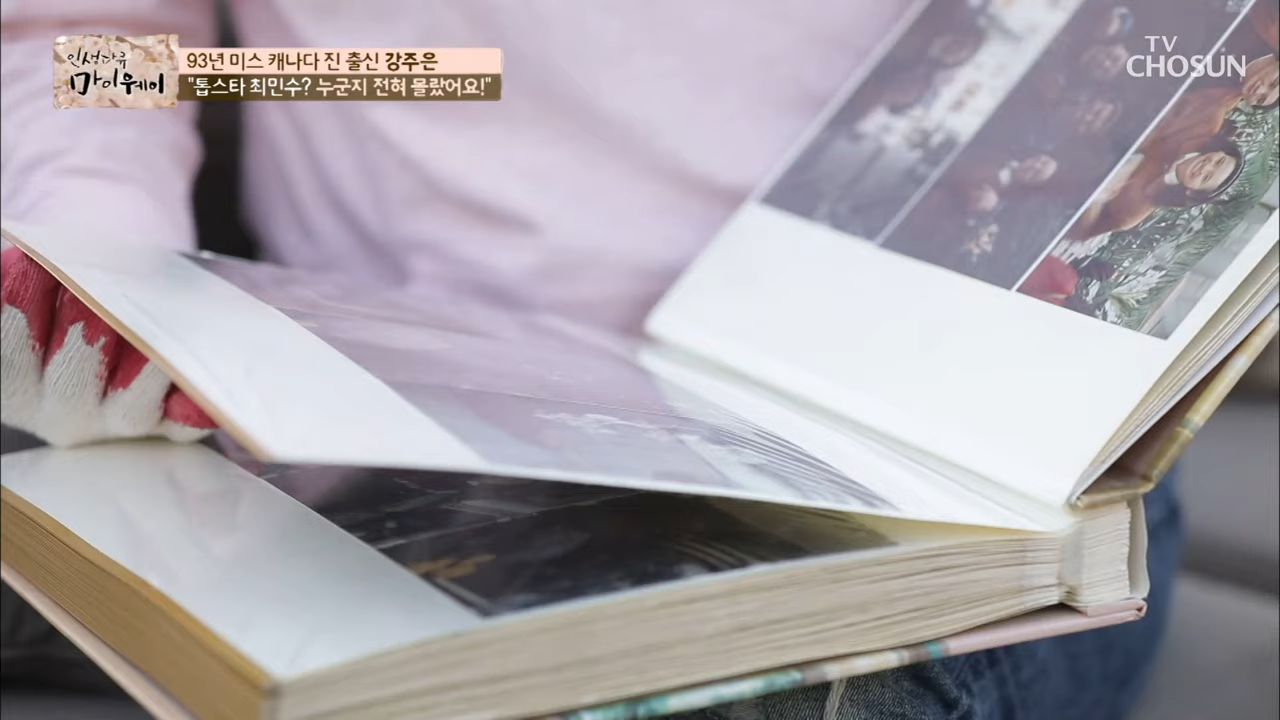 인생다큐
마이웨이
93년 미스 캐나다 진 출신 강주은
"톱스타 최민수? 누군지 전혀 몰랐어요!"
TV
CHOSUN